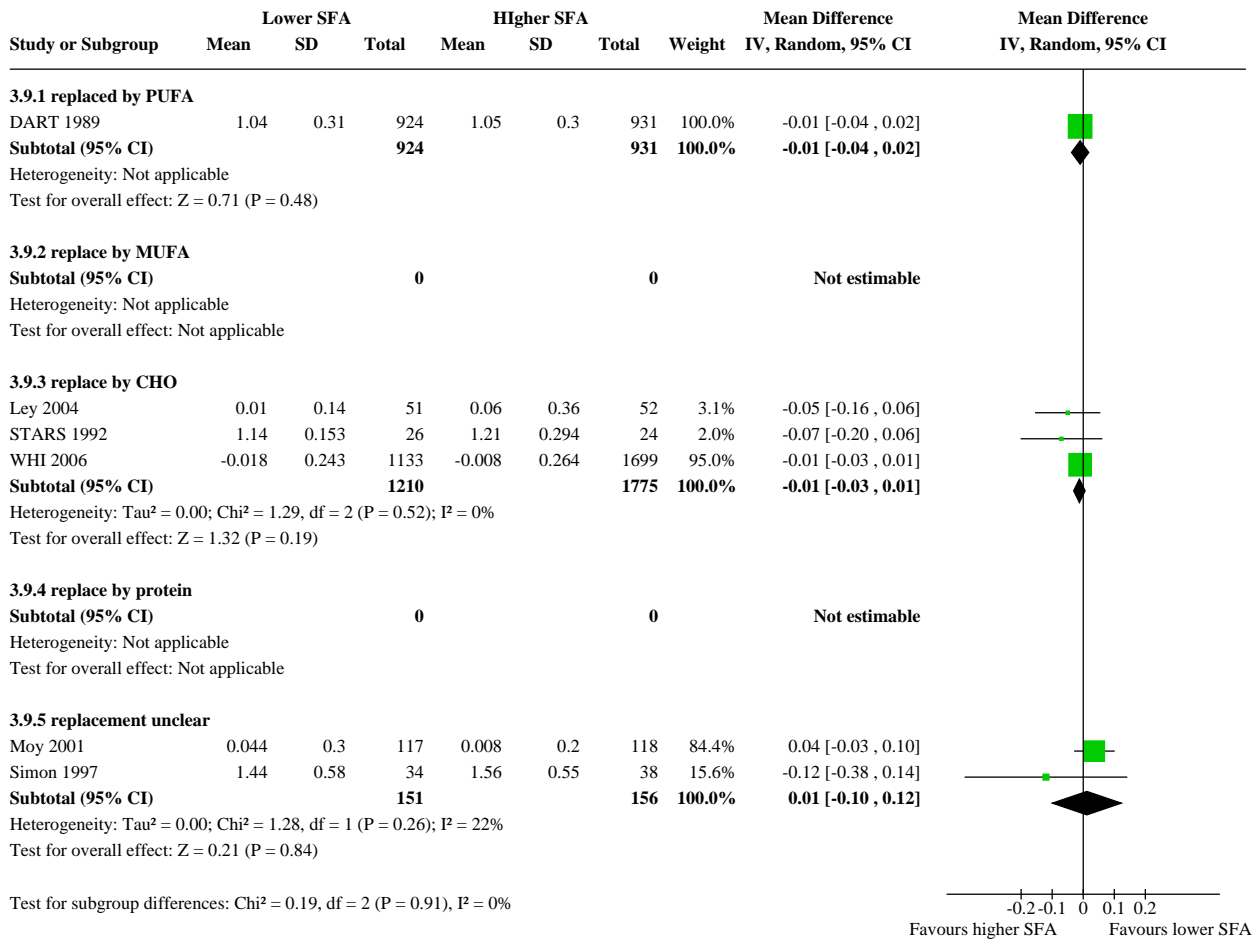 Lower SFA HIgher SFA Mean Difference Mean Difference
Study or Subgroup Mean SD Total Mean SD Total Weight IV, Random, 95% CI IV, Random, 95% CI
3.9.1 replaced by PUFA
DART 1989 1.04 0.31 924 1.05 0.3 931 100.0% -0.01 [-0.04 , 0.02]
Subtotal (95% CI) 924 931 100.0% -0.01 [-0.04 , 0.02]
Heterogeneity: Not applicable
Test for overall effect: Z = 0.71 (P = 0.48)
3.9.2 replace by MUFA
Subtotal (95% CI) 0 0 Not estimable
Heterogeneity: Not applicable
Test for overall effect: Not applicable
3.9.3 replace by CHO
Ley 2004 0.01 0.14 51 0.06 0.36 52 3.1% -0.05 [-0.16 , 0.06]
STARS 1992 1.14 0.153 26 1.21 0.294 24 2.0% -0.07 [-0.20 , 0.06]
WHI 2006 -0.018 0.243 1133 -0.008 0.264 1699 95.0% -0.01 [-0.03 , 0.01]
Subtotal (95% CI) 1210 1775 100.0% -0.01 [-0.03 , 0.01]
Heterogeneity: Tau² = 0.00; Chi² = 1.29, df = 2 (P = 0.52); I² = 0%
Test for overall effect: Z = 1.32 (P = 0.19)
3.9.4 replace by protein
Subtotal (95% CI) 0 0 Not estimable
Heterogeneity: Not applicable
Test for overall effect: Not applicable
3.9.5 replacement unclear
Moy 2001 0.044 0.3 117 0.008 0.2 118 84.4% 0.04 [-0.03 , 0.10]
Simon 1997 1.44 0.58 34 1.56 0.55 38 15.6% -0.12 [-0.38 , 0.14]
Subtotal (95% CI) 151 156 100.0% 0.01 [-0.10 , 0.12]
Heterogeneity: Tau² = 0.00; Chi² = 1.28, df = 1 (P = 0.26); I² = 22%
Test for overall effect: Z = 0.21 (P = 0.84)
Test for subgroup differences: Chi² = 0.19, df = 2 (P = 0.91), I² = 0%
-0.2 -0.1 0 0.1 0.2
Favours higher SFA Favours lower SFA